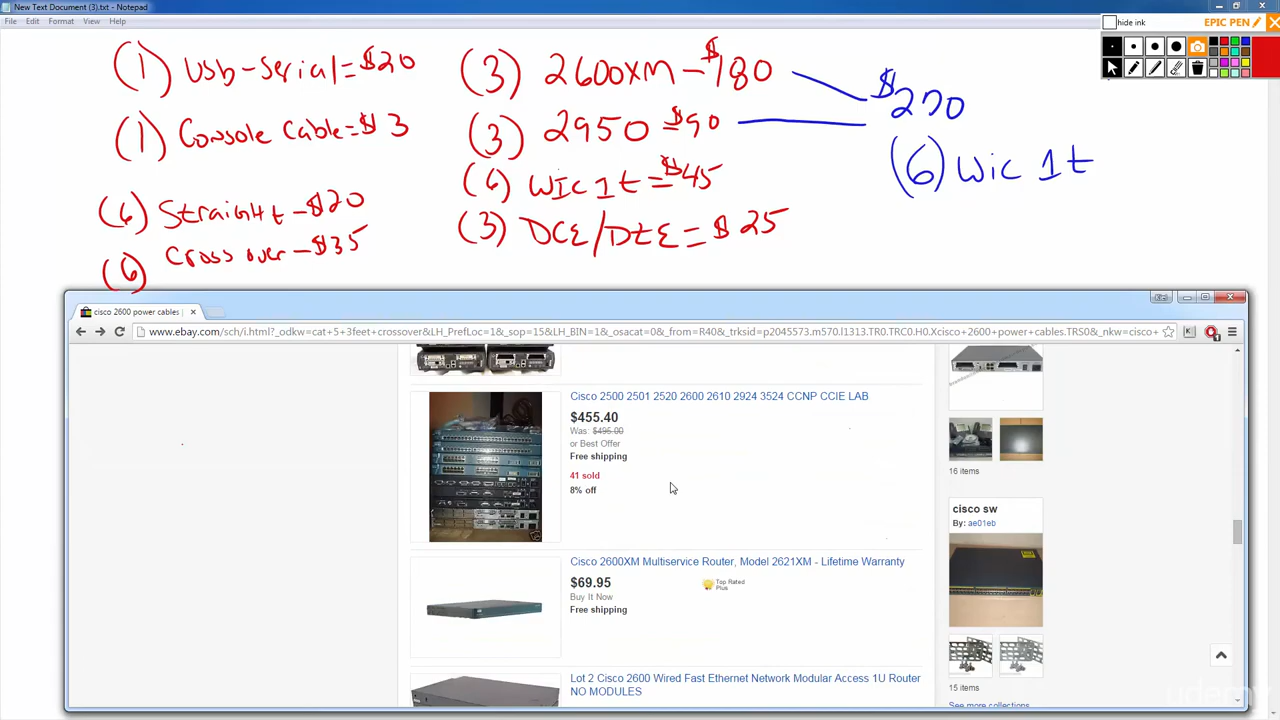 New Text Document (3).txt - Notepad
File Edit Format View Help
hide ink
EPIC PEN
(1) Usb-Serial=$20
(1) Console Cable=$3
(6) Straight-$20
(6) Cross over-$35
(3) 2600xm-$180
(3) 2950=$90
(6) WIC 1t=$45
(3) DCE/DTE=$25
$270
(6) Wic 1t
cisco 2600 power cables
www.ebay.com/sch/i.html?_odkw=cat+5+3feet+crossover&LH_PrefLoc=1&_sop=15&LH_BIN=1&_osacat=0&_from=R40&_trksid=p2045573.m570.l1313.TR0.TRC0.H0.Xcisco+2600+power+cables.TRS0&_nkw=cisco+
Cisco 2500 2501 2520 2600 2610 2924 3524 CCNP CCIE LAB
$455.40
Was: $495.00
or Best Offer
Free shipping
41 sold
8% off
Cisco 2600XM Multiservice Router, Model 2621XM - Lifetime Warranty
$69.95
Buy It Now
Free shipping
Top Rated
Plus
Lot 2 Cisco 2600 Wired Fast Ethernet Network Modular Access 1U Router
NO MODULES
16 items
cisco sw
By: ae01eb
15 items
See more collections
udemy